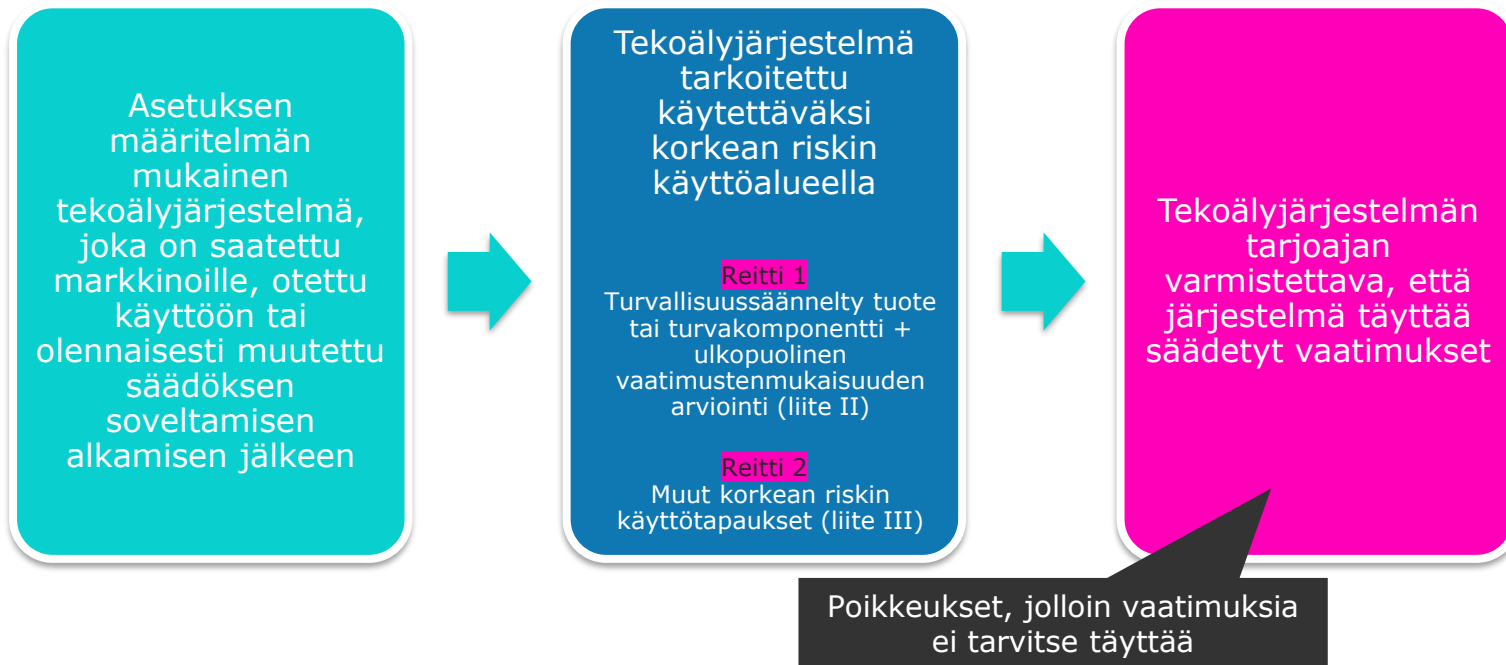 Asetuksen
määritelmän
mukainen
tekoälyjärjestelmä,
joka on saatettu
markkinoille, otettu
käyttöön tai
olennaisesti muutettu
säädöksen
soveltamisen
alkamisen jälkeen
Tekoälyjärjestelmä
tarkoitettu
käytettäväksi
korkean riskin
käyttöalueella
Reitti 1
Turvallisuussäännelty tuote
tai turvakomponentti +
ulkopuolinen
vaatimustenmukaisuuden
arviointi (liite II)
Reitti 2
Muut korkean riskin
käyttötapaukset (liite III)
Tekoälyjärjestelmän
tarjoajan
varmistettava, että
järjestelmä täyttää
säädetyt vaatimukset
Poikkeukset, jolloin vaatimuksia
ei tarvitse täyttää